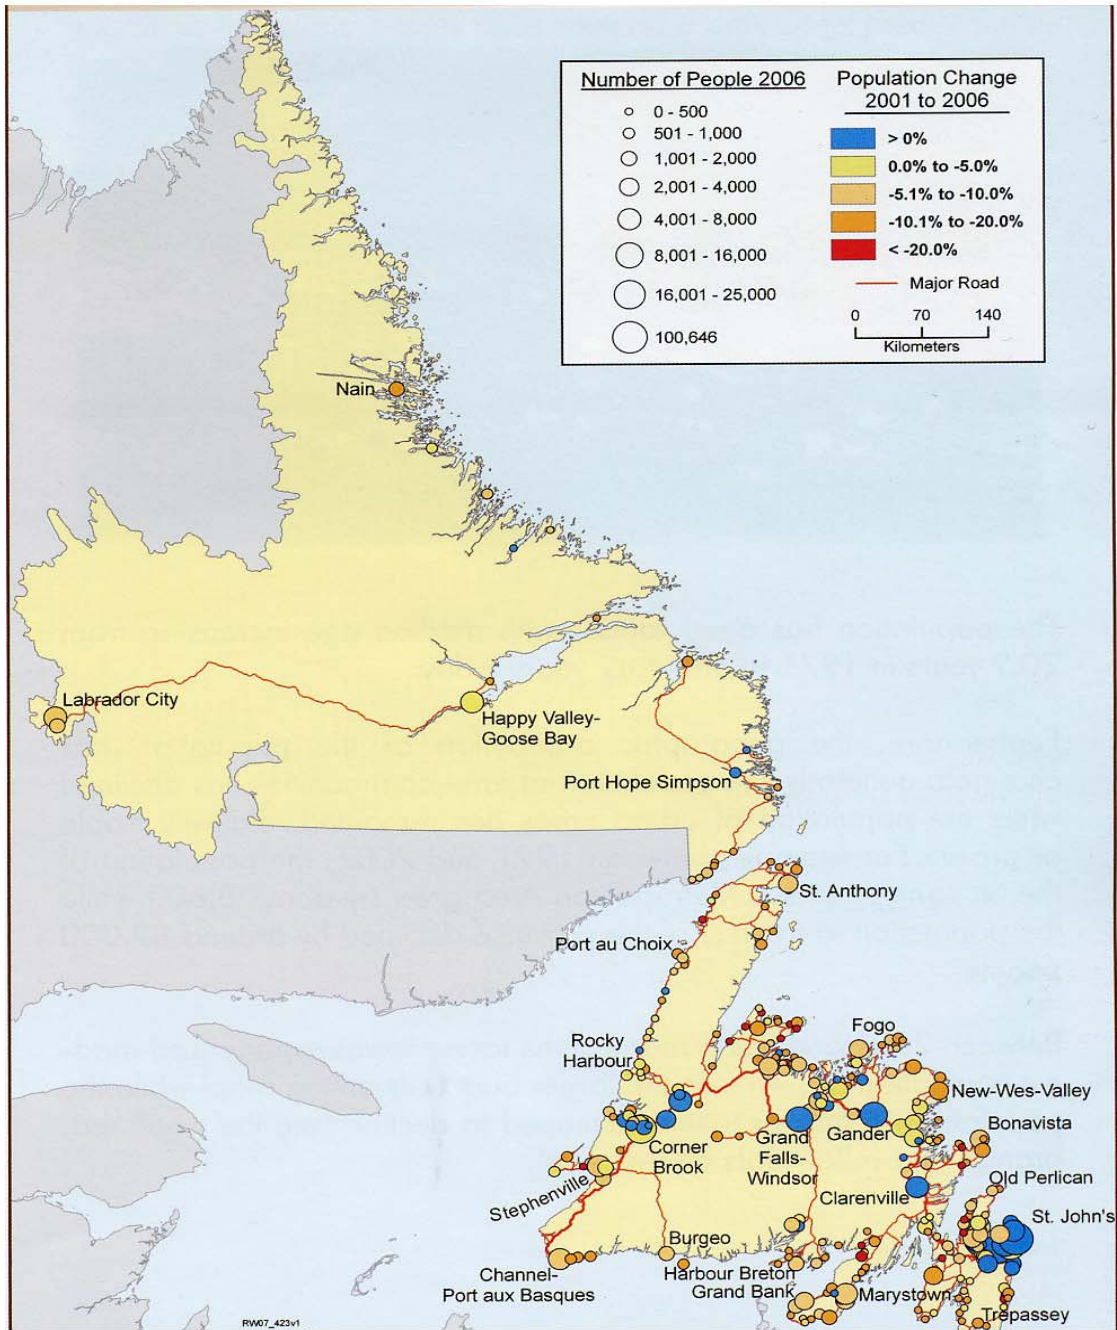 Number of People 2006
0 - 500
501 - 1,000
1,001 - 2,000
2,001 - 4,000
4,001 - 8,000
8,001 - 16,000
16,001 - 25,000
100,646
Population Change
2001 to 2006
> 0%
0.0% to -5.0%
-5.1% to -10.0%
-10.1% to -20.0%
< -20.0%
Major Road
0 70 140
Kilometers
Nain
Labrador City
Happy Valley-
Goose Bay
Port Hope Simpson
St. Anthony
Port au Choix
Rocky
Harbour
Fogo
New-Wes-Valley
Bonavista
Corner
Brook
Grand
Falls-
Windsor
Gander
Stephenville
Clarenville
Old Perlican
St. John's
Burgeo
Channel-
Port aux Basques
Harbour Breton
Grand Bank
Marystown
Trepassey
RW07_423v1